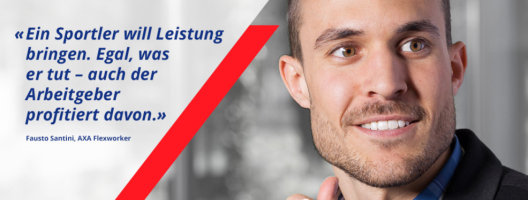 «Ein Sportler will Leistung
bringen. Egal, was
er tut – auch der
Arbeitgeber
profitiert davon.»
Fausto Santini, AXA Flexworker